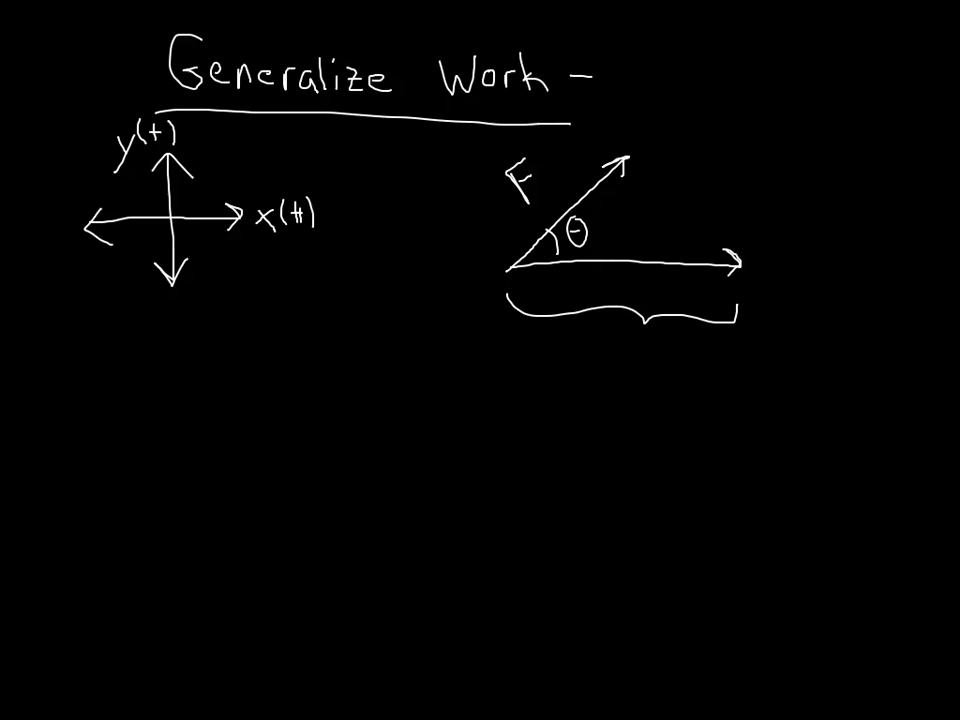 Generalize Work -
y(t)
x(t)
F
θ